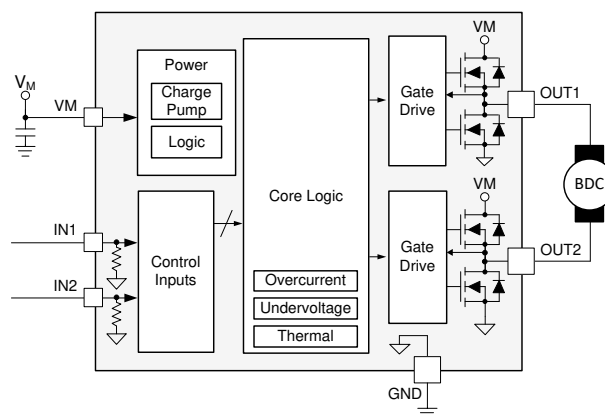 VM
VM
Power
Charge
Pump
Logic
Gate
Drive
OUT1
VM
IN1
IN2
Control
Inputs
Core Logic
Overcurrent
Undervoltage
Thermal
BDC
VM
Gate
Drive
OUT2
GND